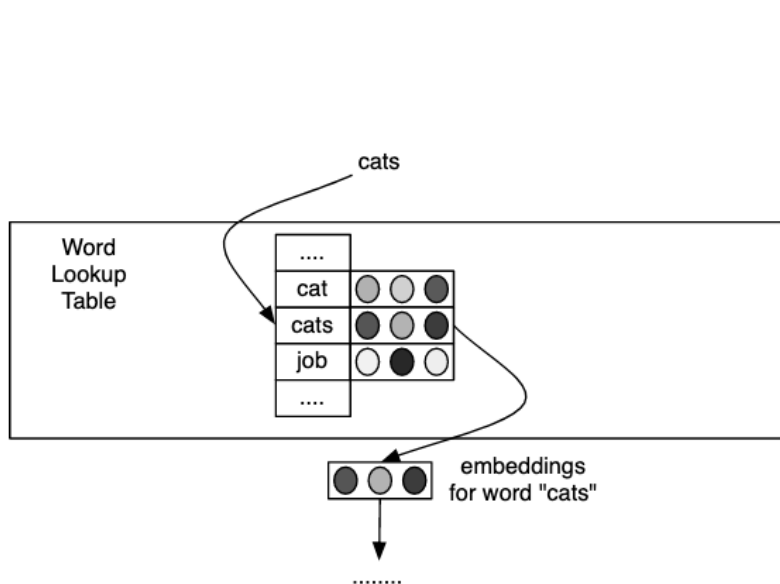 cats
Word
Lookup
Table
....
cat
cats
job
....
embeddings
for word "cats"
........